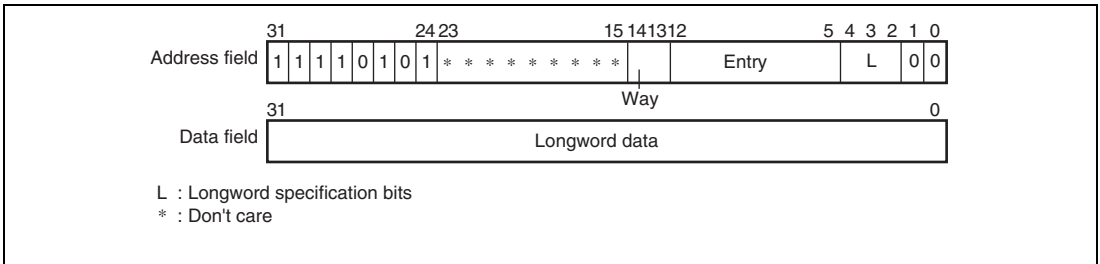 31 24 23 15 14 13 12 5 4 3 2 1 0
Address field 1 1 1 1 0 1 0 1 * * * * * * * * * Entry L 0 0
Way
31 0
Data field Longword data
L : Longword specification bits
* : Don't care